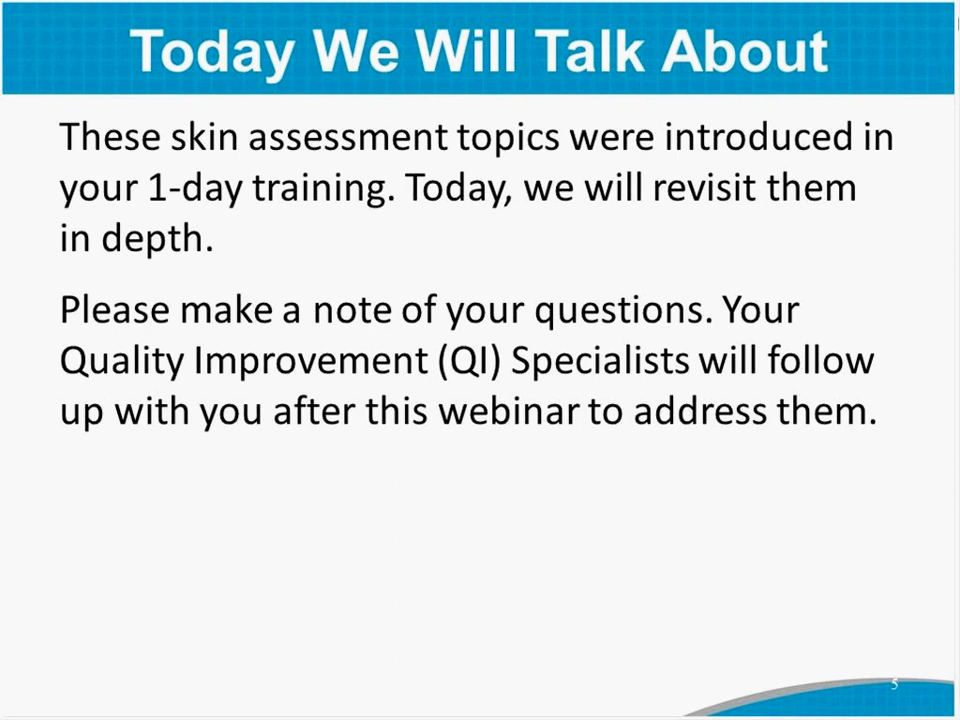 Today We Will Talk About
These skin assessment topics were introduced in
your 1-day training. Today, we will revisit them
in depth.
Please make a note of your questions. Your
Quality Improvement (QI) Specialists will follow
up with you after this webinar to address them.
5